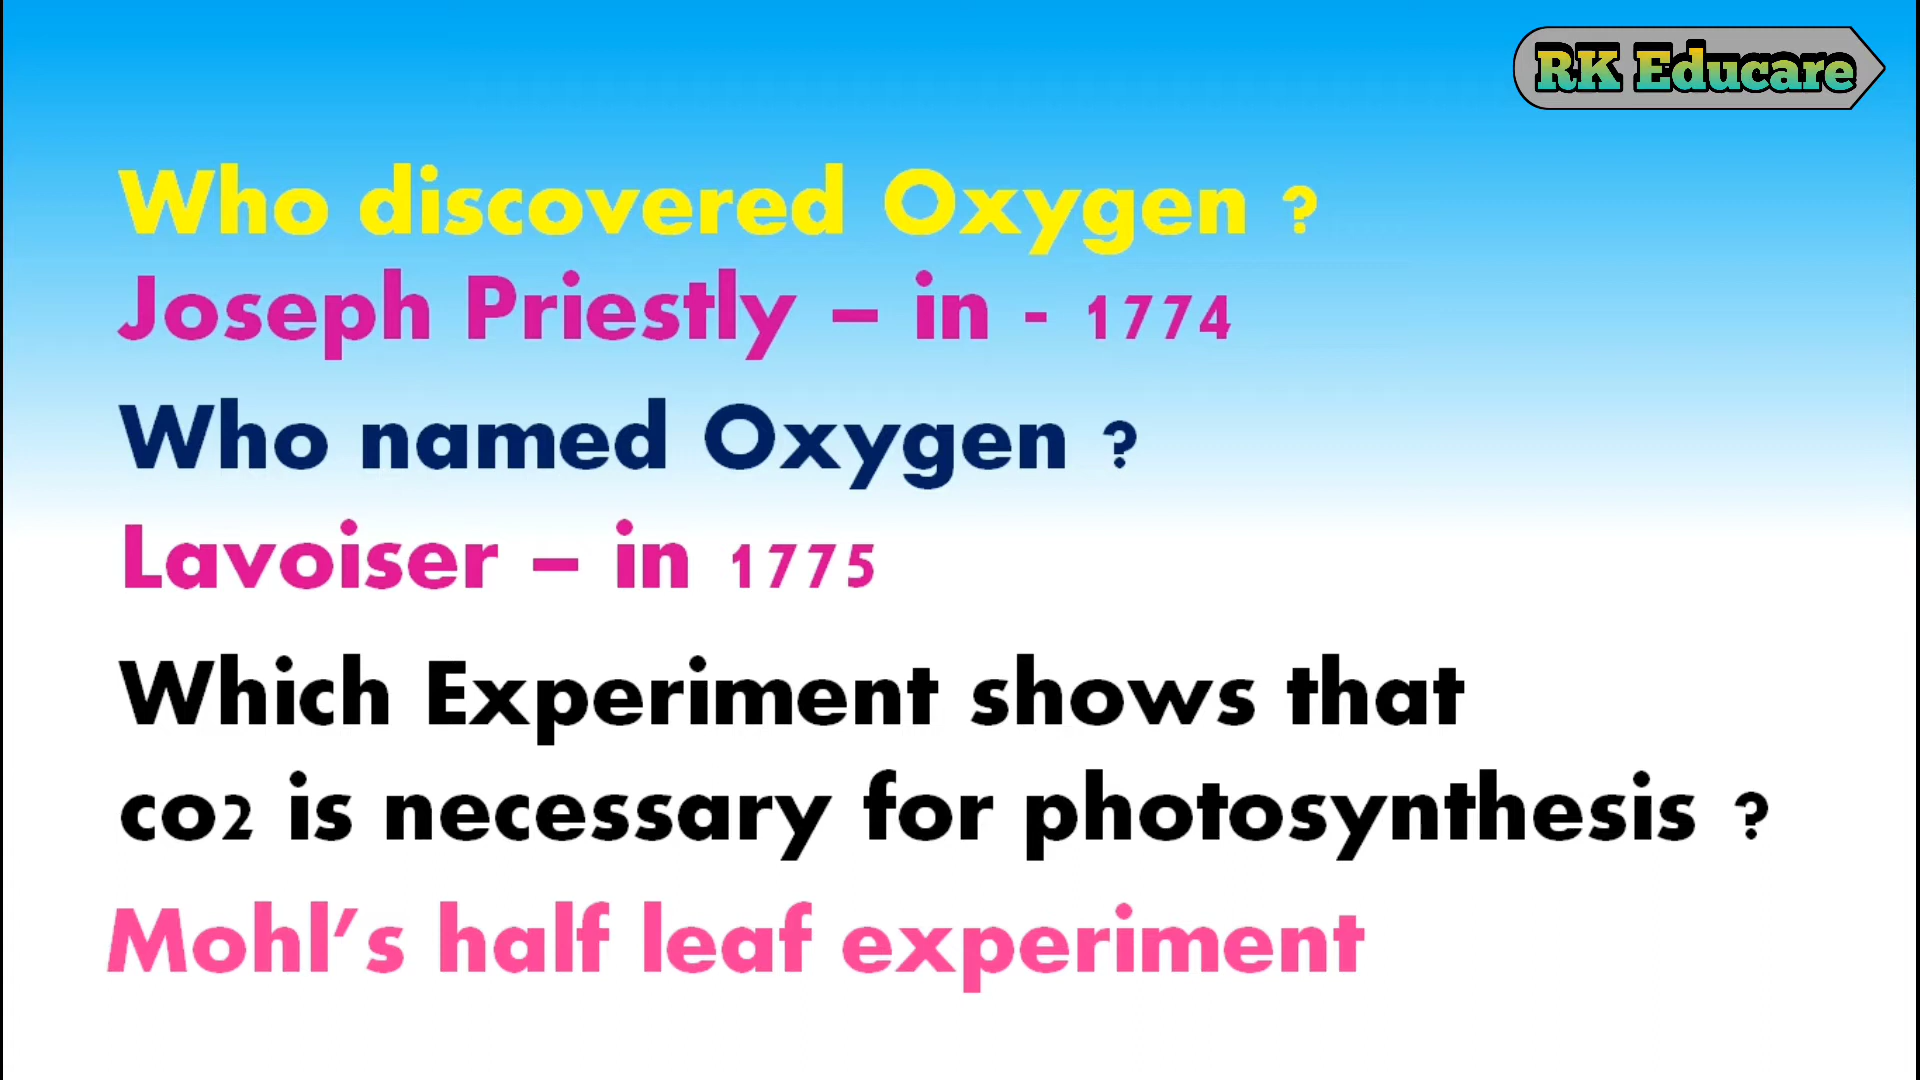 RK Educare
Who discovered Oxygen ?
Joseph Priestly – in - 1774
Who named Oxygen ?
Lavoiser – in 1775
Which Experiment shows that
co2 is necessary for photosynthesis ?
Mohl’s half leaf experiment